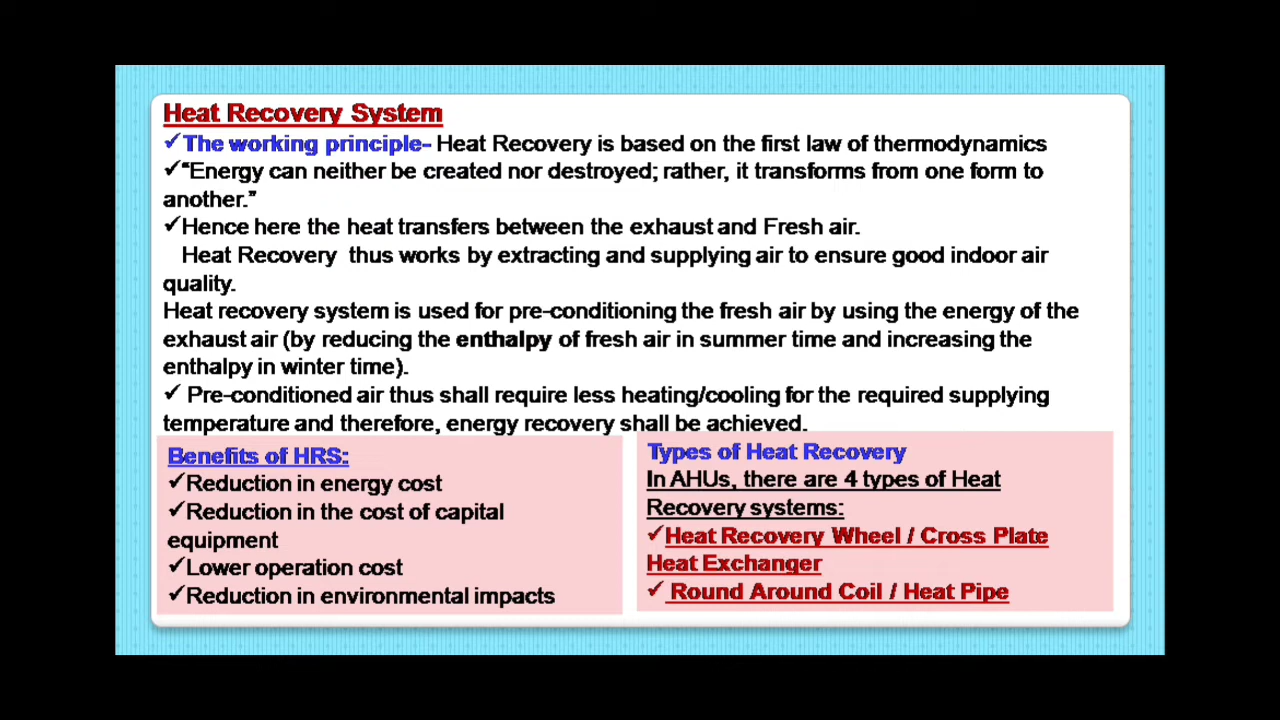 Heat Recovery System
✓The working principle- Heat Recovery is based on the first law of thermodynamics
✓“Energy can neither be created nor destroyed; rather, it transforms from one form to
another.”
✓Hence here the heat transfers between the exhaust and Fresh air.
Heat Recovery thus works by extracting and supplying air to ensure good indoor air
quality.
Heat recovery system is used for pre-conditioning the fresh air by using the energy of the
exhaust air (by reducing the enthalpy of fresh air in summer time and increasing the
enthalpy in winter time).
✓ Pre-conditioned air thus shall require less heating/cooling for the required supplying
temperature and therefore, energy recovery shall be achieved.
Benefits of HRS:
✓Reduction in energy cost
✓Reduction in the cost of capital
equipment
✓Lower operation cost
✓Reduction in environmental impacts
Types of Heat Recovery
In AHUs, there are 4 types of Heat
Recovery systems:
✓Heat Recovery Wheel / Cross Plate
Heat Exchanger
✓ Round Around Coil / Heat Pipe